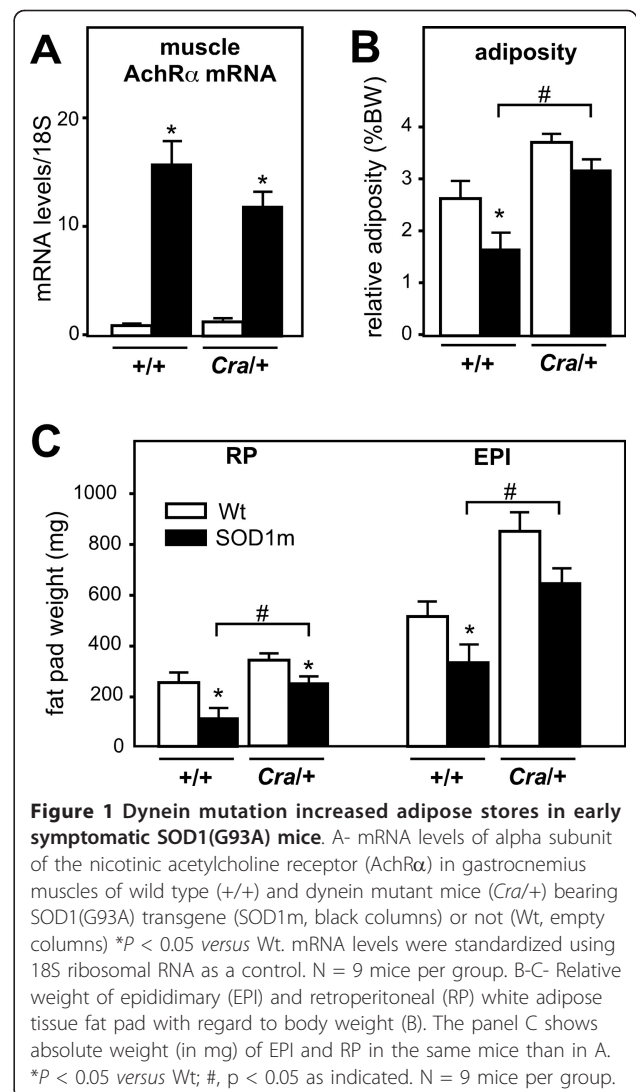 A
muscle
AchRα mRNA
mRNA levels/18S
20
10
0
*
*
+/+
Cra/+
B
adiposity
relative adiposity (%BW)
4
3
2
1
0
#
*
+/+
Cra/+
C
RP
EPI
fat pad weight (mg)
1000
800
600
400
200
0
Wt
SOD1m
#
#
*
*
*
+/+
Cra/+
+/+
Cra/+
Figure 1 Dynein mutation increased adipose stores in early
symptomatic SOD1(G93A) mice. A- mRNA levels of alpha subunit
of the nicotinic acetylcholine receptor (AchRα) in gastrocnemius
muscles of wild type (+/+) and dynein mutant mice (Cra/+) bearing
SOD1(G93A) transgene (SOD1m, black columns) or not (Wt, empty
columns) *P < 0.05 versus Wt. mRNA levels were standardized using
18S ribosomal RNA as a control. N = 9 mice per group. B-C- Relative
weight of epididimary (EPI) and retroperitoneal (RP) white adipose
tissue fat pad with regard to body weight (B). The panel C shows
absolute weight (in mg) of EPI and RP in the same mice than in A.
*P < 0.05 versus Wt; #, p < 0.05 as indicated. N = 9 mice per group.